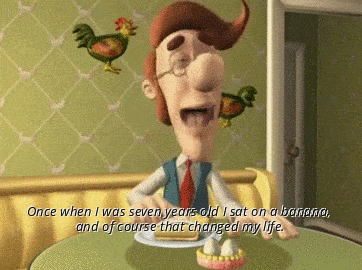 Once when I was seven years old I sat on a banana,
and of course that changed my life.